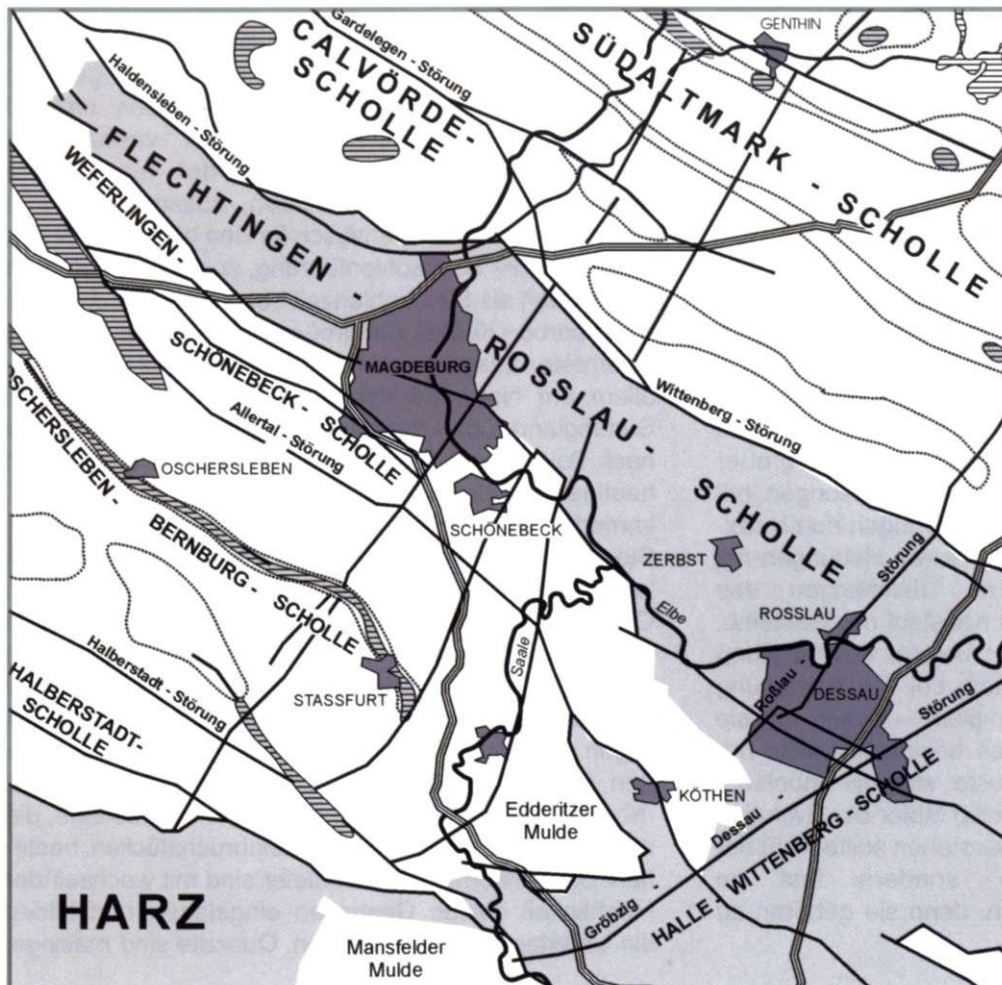 GENTHIN
Gardelegen - Störung
CALVÖRDE-
SCHOLLE
SÜDALTMARK - SCHOLLE
Haldensleben - Störung
FLECHTINGEN - ROSSLAU - SCHOLLE
WEFERLINGEN - SCHÖNEBECK - SCHOLLE
MAGDEBURG
Wittenberg - Störung
Allertal - Störung
OSCHERSLEBEN
OSCHERSLEBEN - BERNBURG - SCHOLLE
SCHÖNEBECK
ZERBST
Elbe
ROSSLAU
Saale
Halberstadt - Störung
HALBERSTADT-
SCHOLLE
STASSFURT
DESSAU
Roßlau Störung
KÖTHEN
Edderitzer
Mulde
Gröbzig Dessau Störung
HALLE - WITTENBERG - SCHOLLE
HARZ
Mansfelder
Mulde